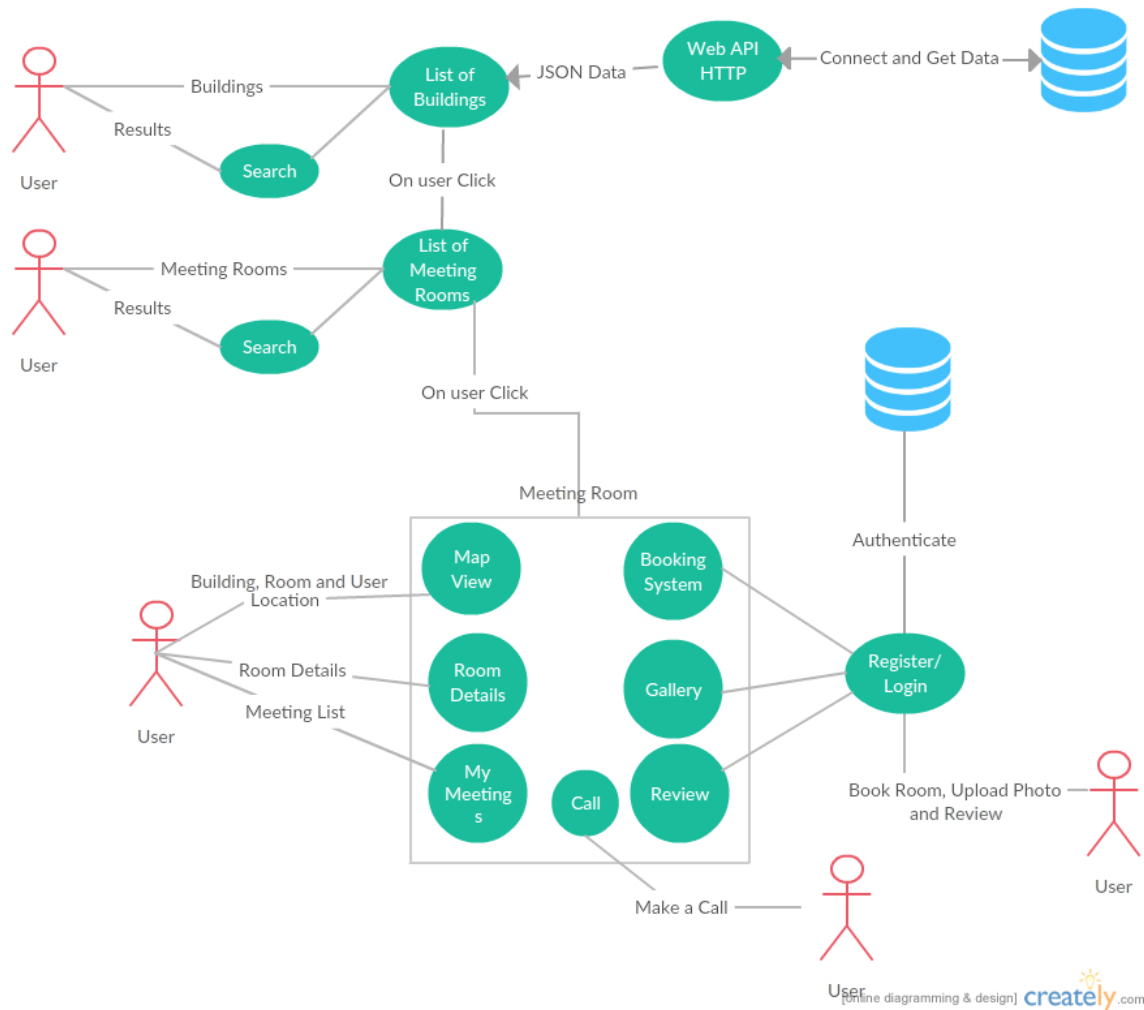 Web API
HTTP
Connect and Get Data
JSON Data
List of
Buildings
Buildings
Results
Search
User
On user Click
List of
Meeting
Rooms
Meeting Rooms
Results
Search
User
On user Click
Meeting Room
Map
View
Booking
System
Authenticate
Building, Room and User
Location
Room Details
Meeting List
User
Room
Details
Gallery
Register/
Login
My
Meeting
s
Call
Review
Book Room, Upload Photo
and Review
User
Make a Call
User
[online diagramming & design] creately.com